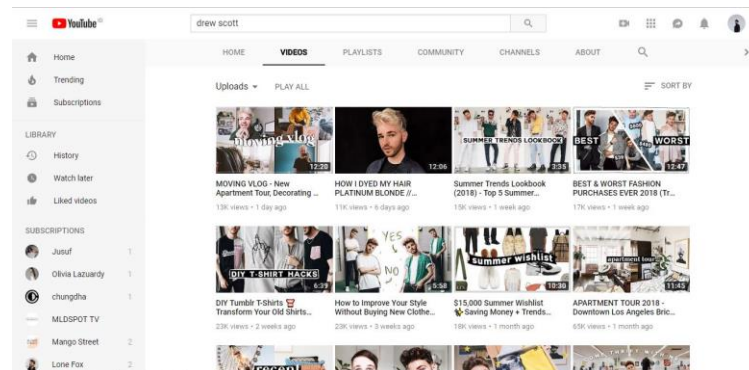 YouTube
drew scott
Home
Trending
Subscriptions
LIBRARY
History
Watch later
Liked videos
SUBSCRIPTIONS
Jusuf 1
Olivia Lazuardy 1
chungdha 1
MLDSPOT TV
Mango Street 2
Lone Fox 2
HOME VIDEOS PLAYLISTS COMMUNITY CHANNELS ABOUT
Uploads PLAY ALL SORT BY
moving vlog
12:20
12:06
SUMMER TRENDS LOOKBOOK
3:35
BEST WORST
12:47
MOVING VLOG - New
Apartment Tour, Decorating ...
13K views • 1 day ago
HOW I DYED MY HAIR
PLATINUM BLONDE //...
11K views • 6 days ago
Summer Trends Lookbook
(2018) - Top 5 Summer...
15K views • 1 week ago
BEST & WORST FASHION
PURCHASES EVER 2018 (Tr...
17K views • 1 week ago
DIY T-SHIRT HACKS
6:39
YES
NO
5:58
summer wishlist
10:30
apartment tour
11:45
DIY Tumblr T-Shirts
Transform Your Old Shirts...
23K views • 2 weeks ago
How to Improve Your Style
Without Buying New Clothe...
23K views • 3 weeks ago
$15,000 Summer Wishlist
Saving Money + Trends...
18K views • 1 month ago
APARTMENT TOUR 2018 -
Downtown Los Angeles Bric...
65K views • 1 month ago
recent